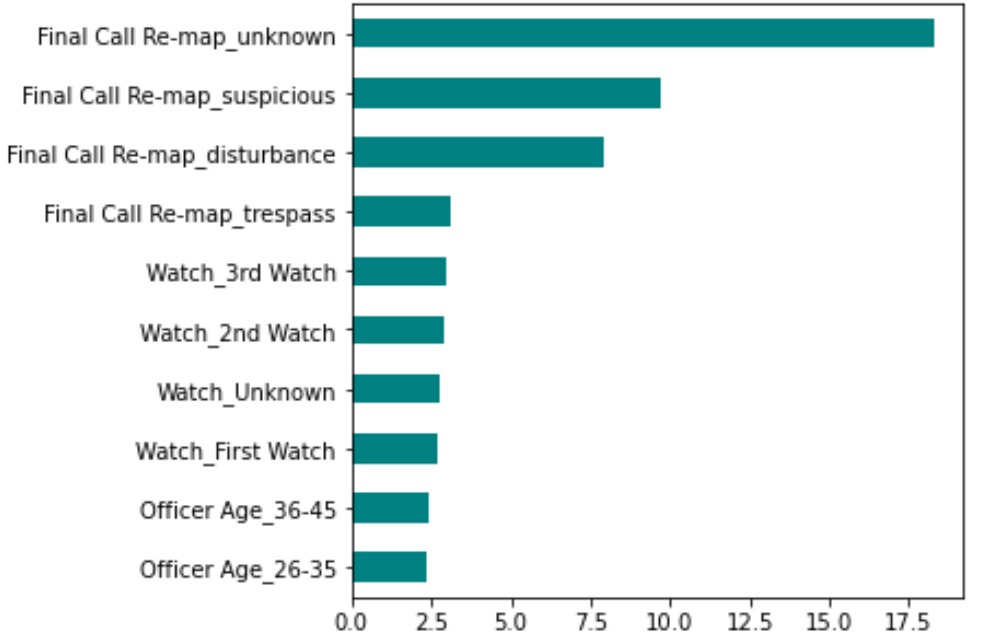 Final Call Re-map_unknown
Final Call Re-map_suspicious
Final Call Re-map_disturbance
Final Call Re-map_trespass
Watch_3rd Watch
Watch_2nd Watch
Watch_Unknown
Watch_First Watch
Officer Age_36-45
Officer Age_26-35
0.0 2.5 5.0 7.5 10.0 12.5 15.0 17.5